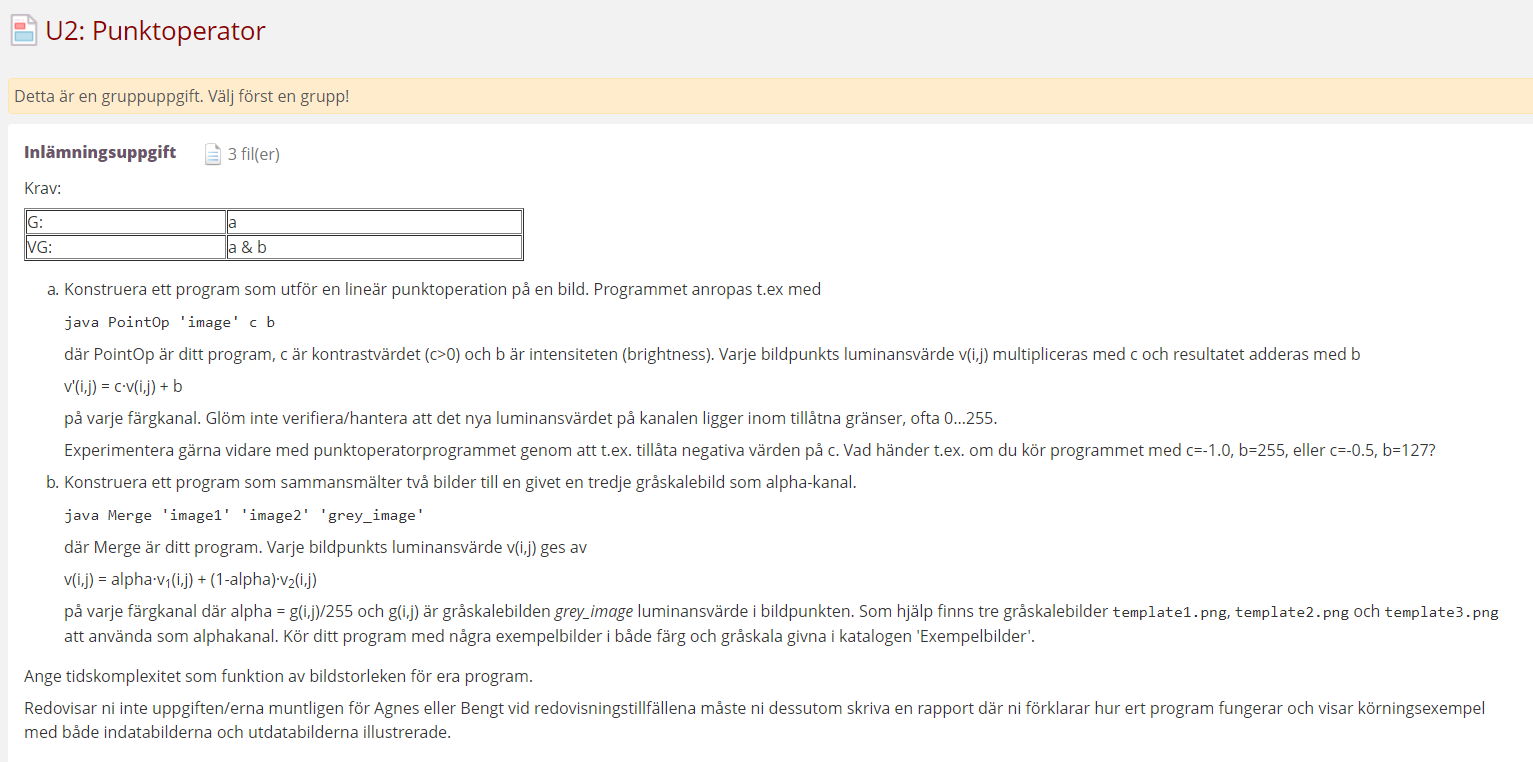 U2: Punktoperator
Detta är en gruppuppgift. Välj först en grupp!
Inlämningsuppgift 3 fil(er)
Krav:
G: a
VG: a & b
a. Konstruera ett program som utför en lineär punktoperation på en bild. Programmet anropas t.ex med
java PointOp 'image' c b
där PointOp är ditt program, c är kontrastvärdet (c>0) och b är intensiteten (brightness). Varje bildpunkts luminansvärde v(i,j) multipliceras med c och resultatet adderas med b
v'(i,j) = c·v(i,j) + b
på varje färgkanal. Glöm inte verifiera/hantera att det nya luminansvärdet på kanalen ligger inom tillåtna gränser, ofta 0...255.
Experimentera gärna vidare med punktoperatorprogrammet genom att t.ex. tillåta negativa värden på c. Vad händer t.ex. om du kör programmet med c=-1.0, b=255, eller c=-0.5, b=127?
b. Konstruera ett program som sammansmälter två bilder till en givet en tredje gråskalebild som alpha-kanal.
java Merge 'image1' 'image2' 'grey_image'
där Merge är ditt program. Varje bildpunkts luminansvärde v(i,j) ges av
v(i,j) = alpha·v₁(i,j) + (1-alpha)·v₂(i,j)
på varje färgkanal där alpha = g(i,j)/255 och g(i,j) är gråskalebilden grey_image luminansvärde i bildpunkten. Som hjälp finns tre gråskalebilder template1.png, template2.png och template3.png
att använda som alphakanal. Kör ditt program med några exempelbilder i både färg och gråskala givna i katalogen 'Exempelbilder'.
Ange tidskomplexitet som funktion av bildstorleken för era program.
Redovisar ni inte uppgiften/erna muntligen för Agnes eller Bengt vid redovisningstillfällena måste ni dessutom skriva en rapport där ni förklarar hur ert program fungerar och visar körningsexempel
med både indatabilderna och utdatabilderna illustrerade.